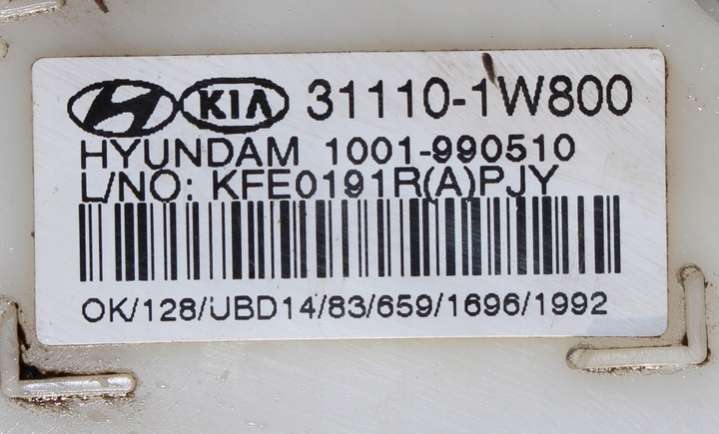 KIA 31110-1W800
HYUNDAM 1001-990510
L/NO: KFE0191R(A)PJY
OK/128/UBD14/83/659/1696/1992